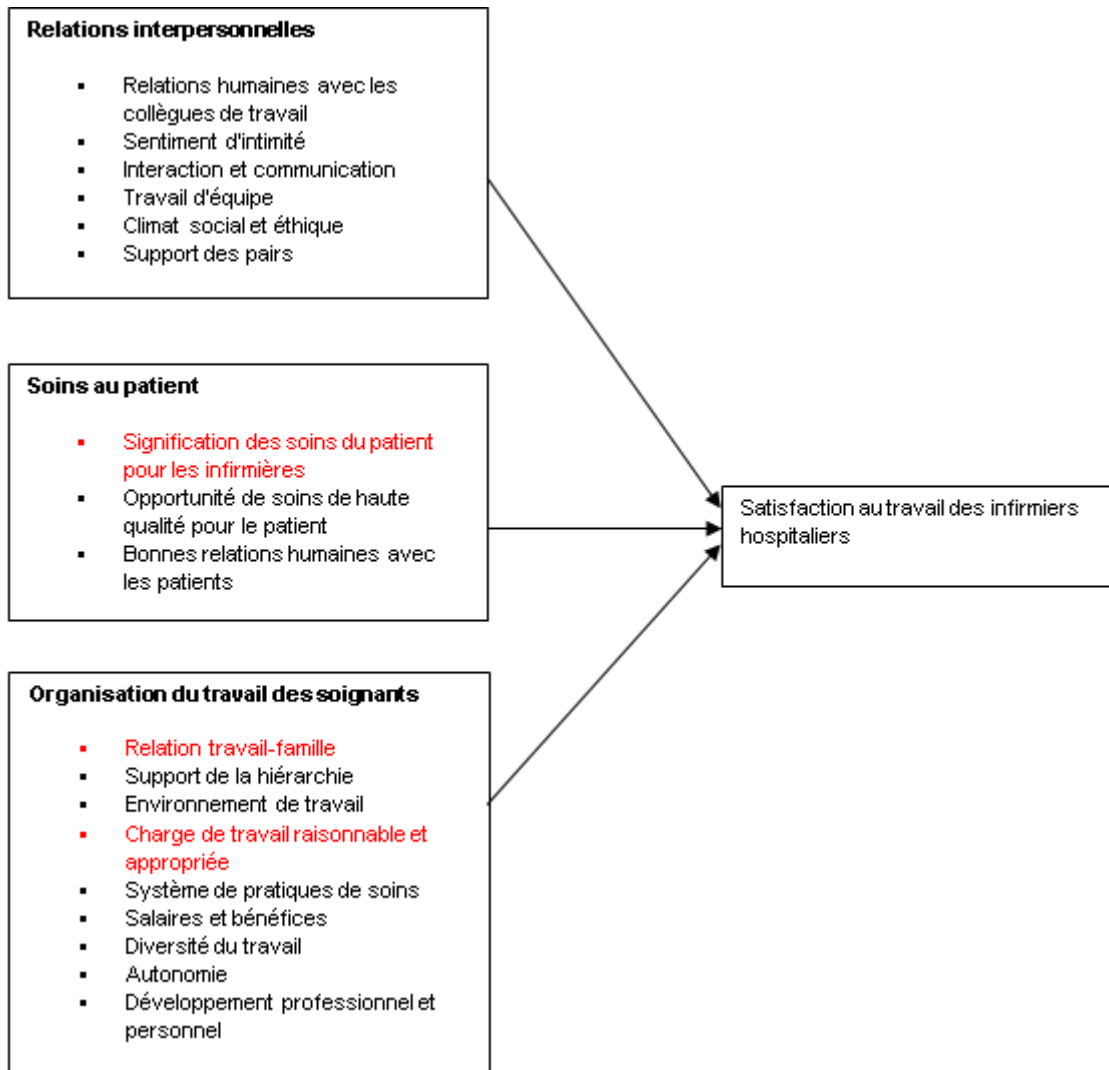 Relations interpersonnelles
▪ Relations humaines avec les
collègues de travail
▪ Sentiment d'intimité
▪ Interaction et communication
▪ Travail d'équipe
▪ Climat social et éthique
▪ Support des pairs
Soins au patient
▪ Signification des soins du patient
pour les infirmières
▪ Opportunité de soins de haute
qualité pour le patient
▪ Bonnes relations humaines avec
les patients
Satisfaction au travail des infirmiers
hospitaliers
Organisation du travail des soignants
▪ Relation travail-famille
▪ Support de la hiérarchie
▪ Environnement de travail
▪ Charge de travail raisonnable et
appropriée
▪ Système de pratiques de soins
▪ Salaires et bénéfices
▪ Diversité du travail
▪ Autonomie
▪ Développement professionnel et
personnel